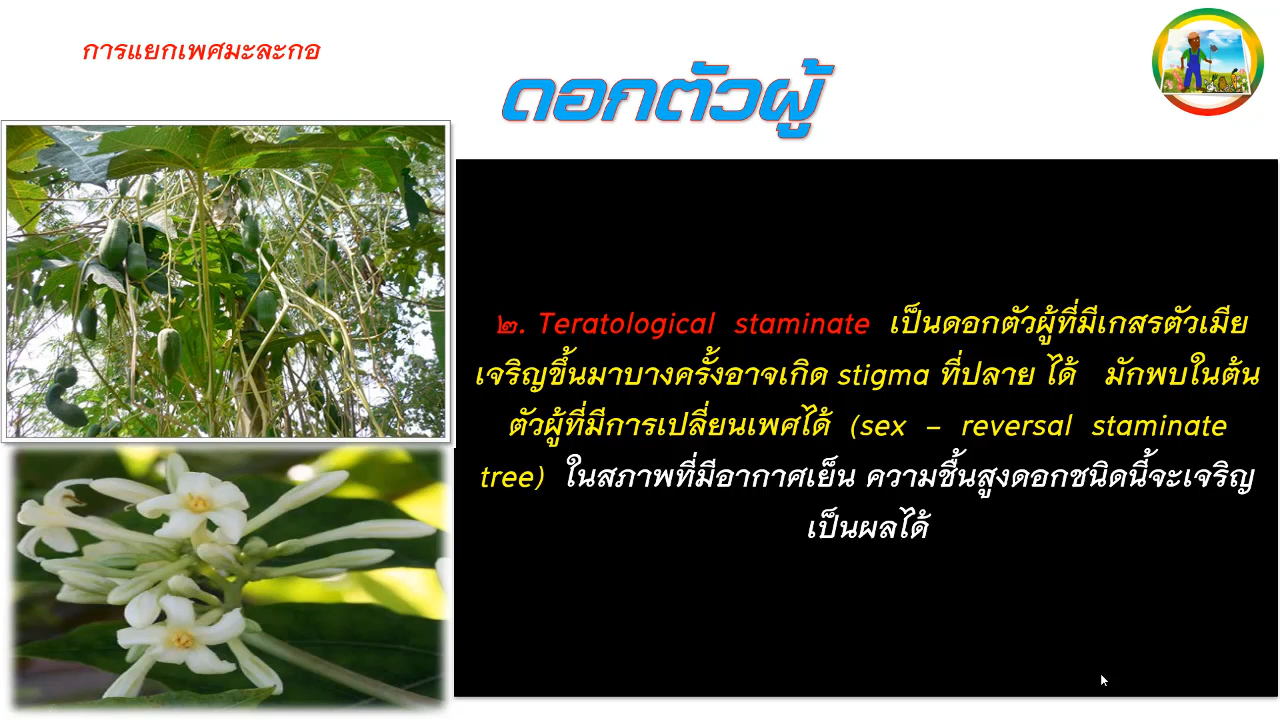 การแยกเพศมะละกอ
ดอกตัวผู้
๒. Teratological staminate เป็นดอกตัวผู้ที่มีเกสรตัวเมีย
เจริญขึ้นมาบางครั้งอาจเกิด stigma ที่ปลาย ได้ มักพบในต้น
ตัวผู้ที่มีการเปลี่ยนเพศได้ (sex – reversal staminate
tree) ในสภาพที่มีอากาศเย็น ความชื้นสูงดอกชนิดนี้จะเจริญ
เป็นผลได้